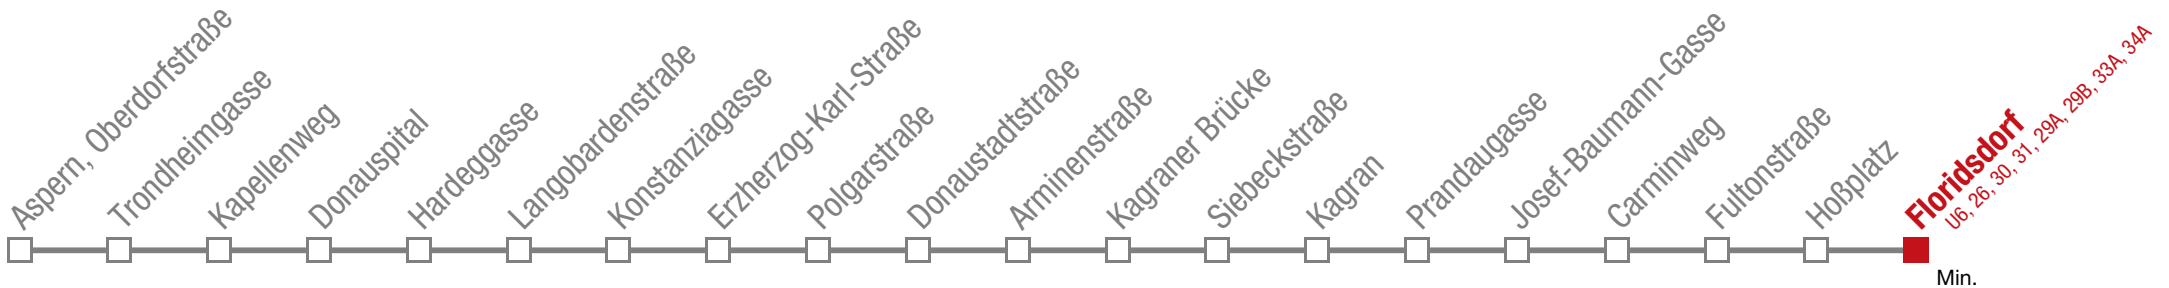 Aspern, Oberdorfstraße
Trondheimgasse
Kapellenweg
Donauspital
Hardeggasse
Langobardenstraße
Konstanziagasse
Erzherzog-Karl-Straße
Polgarstraße
Donaustadtstraße
Arminenstraße
Kagraner Brücke
Siebeckstraße
Kagran
Prandaugasse
Josef-Baumann-Gasse
Carminweg
Fultonstraße
Hoßplatz
Floridsdorf
U6, 26, 30, 31, 29A, 29B, 33A, 34A
Min.